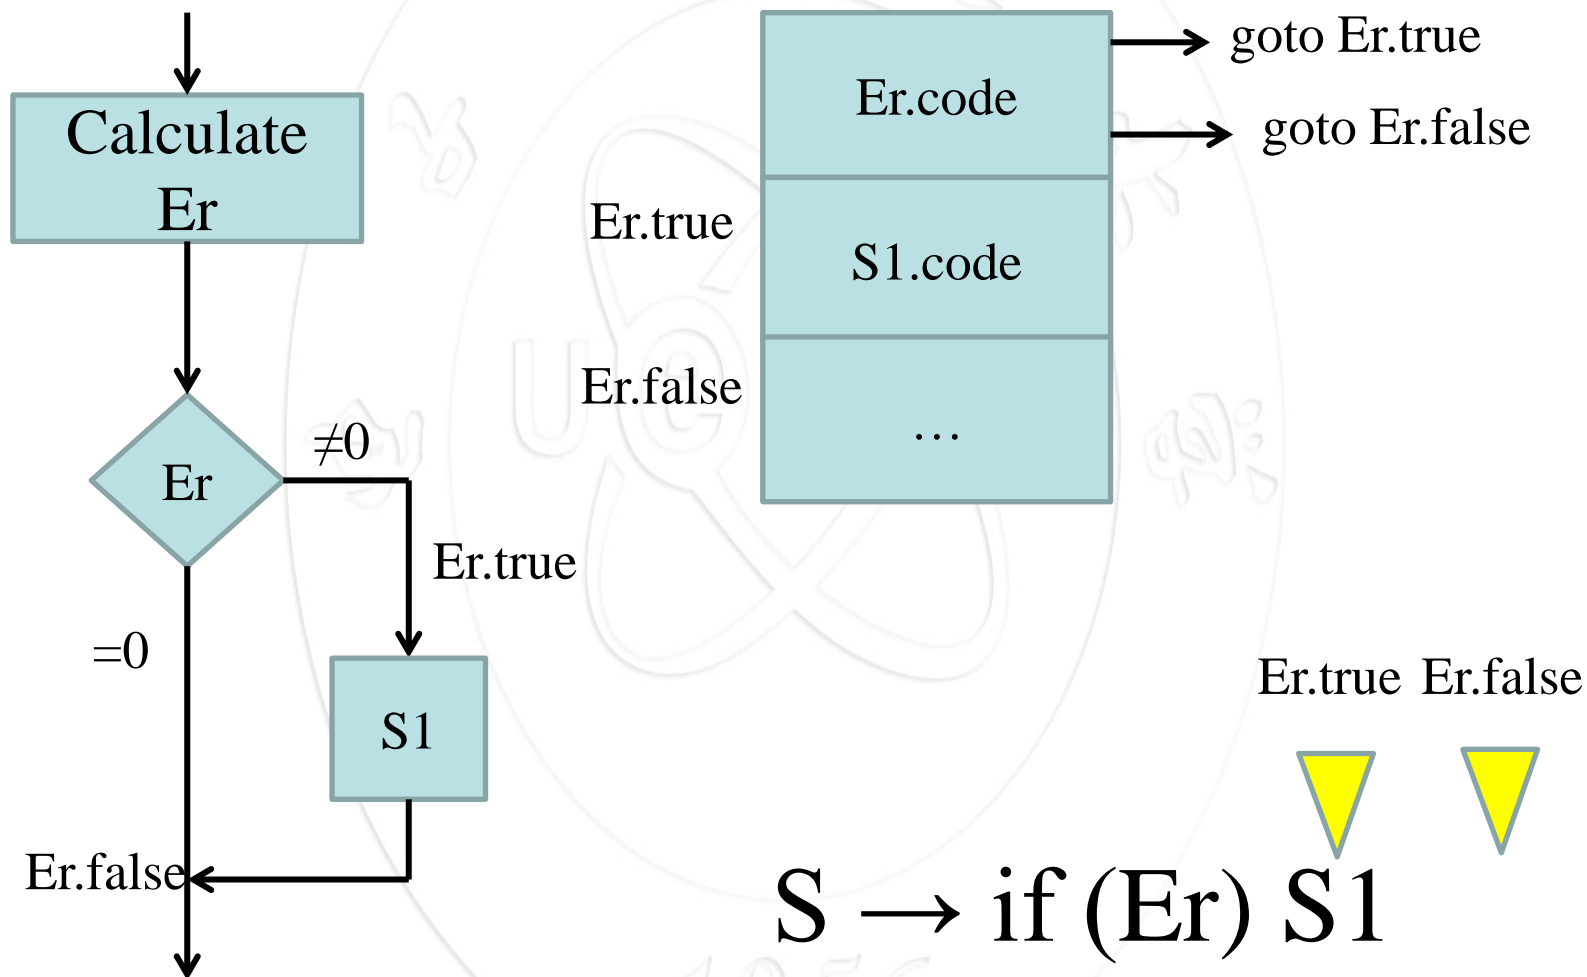 Calculate
Er
Er
≠0
Er.true
=0
S1
Er.false
Er.code
goto Er.true
goto Er.false
Er.true
S1.code
Er.false
…
Er.true Er.false
S → if (Er) S1